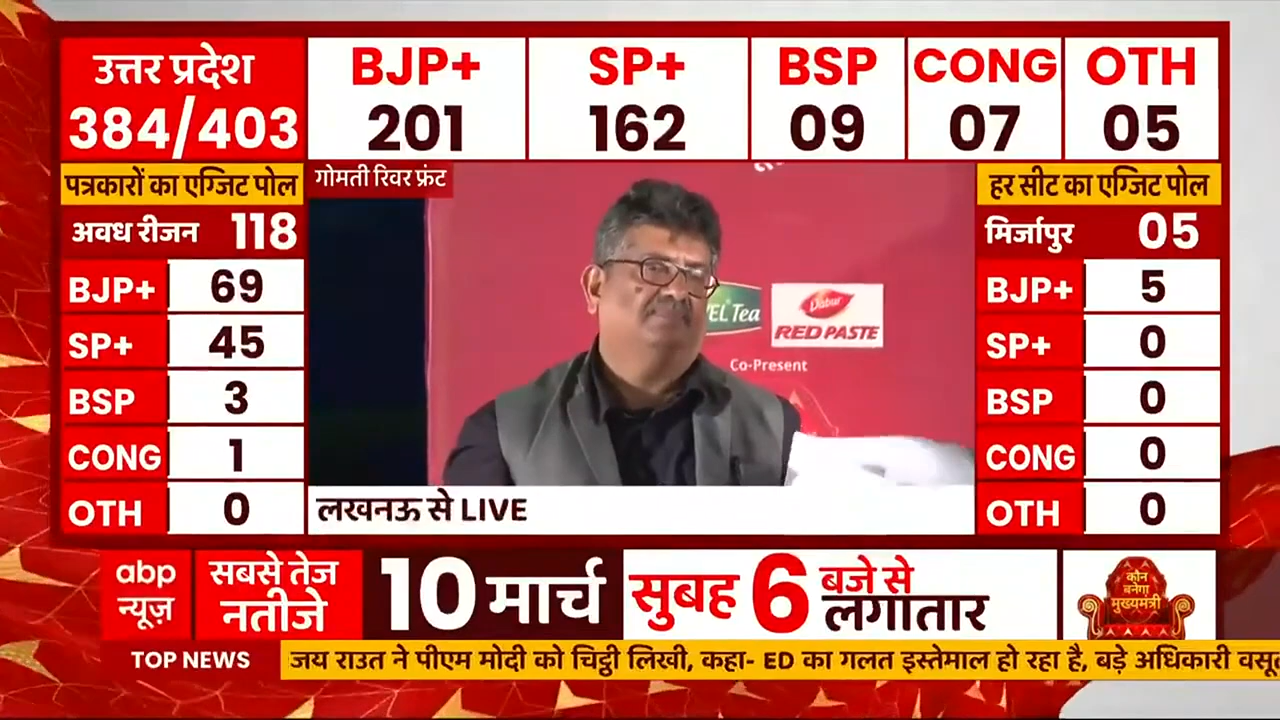 उत्तर प्रदेश
384/403
BJP+
201
SP+
162
BSP
09
CONG
07
OTH
05
पत्रकारों का एग्जिट पोल
अवध रीजन 118
BJP+ 69
SP+ 45
BSP 3
CONG 1
OTH 0
गोमती रिवर फ्रंट
VEL Tea
Dabur
RED PASTE
Co-Present
लखनऊ से LIVE
हर सीट का एग्जिट पोल
मिर्जापुर 05
BJP+ 5
SP+ 0
BSP 0
CONG 0
OTH 0
abp
न्यूज़
सबसे तेज
नतीजे
10 मार्च
सुबह 6 बजे से
लगातार
कौन
बनेगा
मुख्यमंत्री
TOP NEWS
जय राउत ने पीएम मोदी को चिट्ठी लिखी, कहा- ED का गलत इस्तेमाल हो रहा है, बड़े अधिकारी वसू